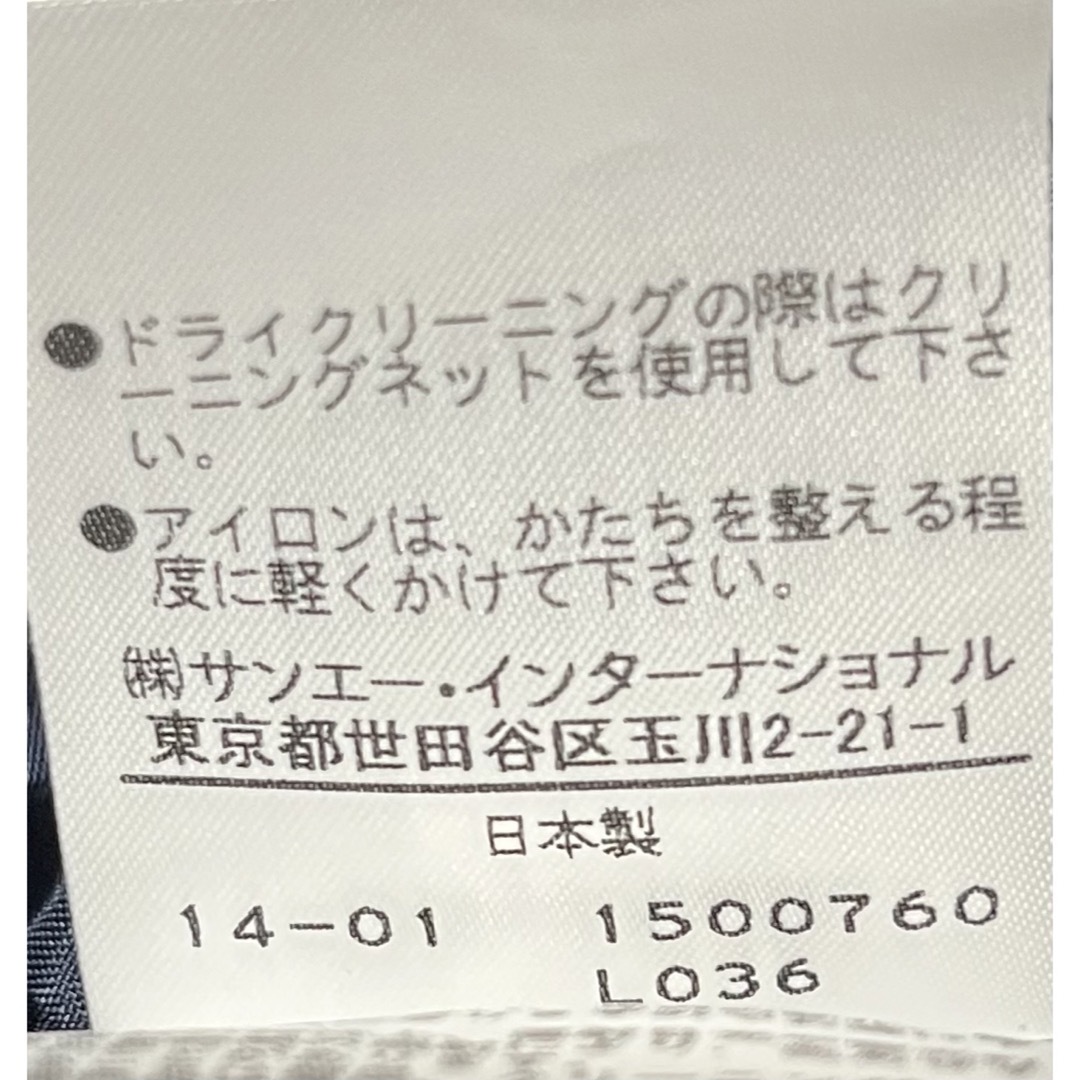 ●ドライクリーニングの際はクリ
ーニングネットを使用して下さ
い。
●アイロンは、かたちを整える程
度に軽くかけて下さい。
㈱サンエー・インターナショナル
東京都世田谷区玉川2-21-1
日本製
14-01 1500760
L036